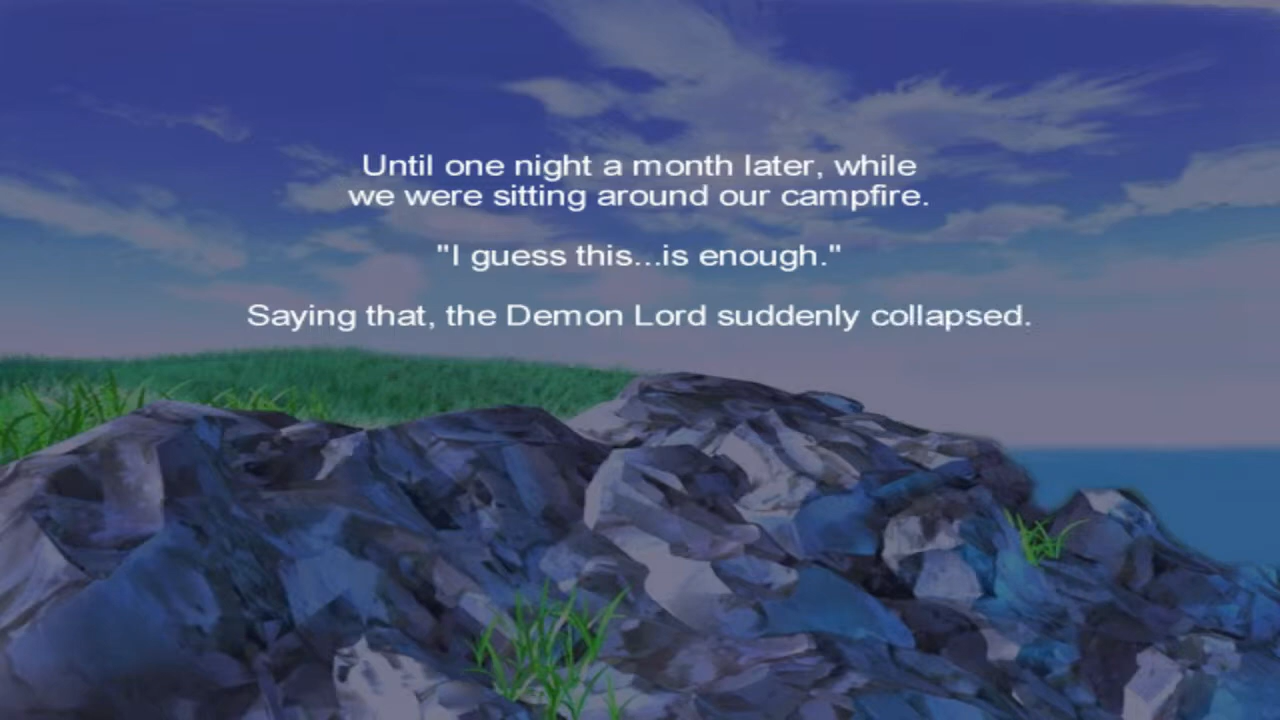 Until one night a month later, while
we were sitting around our campfire.
"I guess this...is enough."
Saying that, the Demon Lord suddenly collapsed.